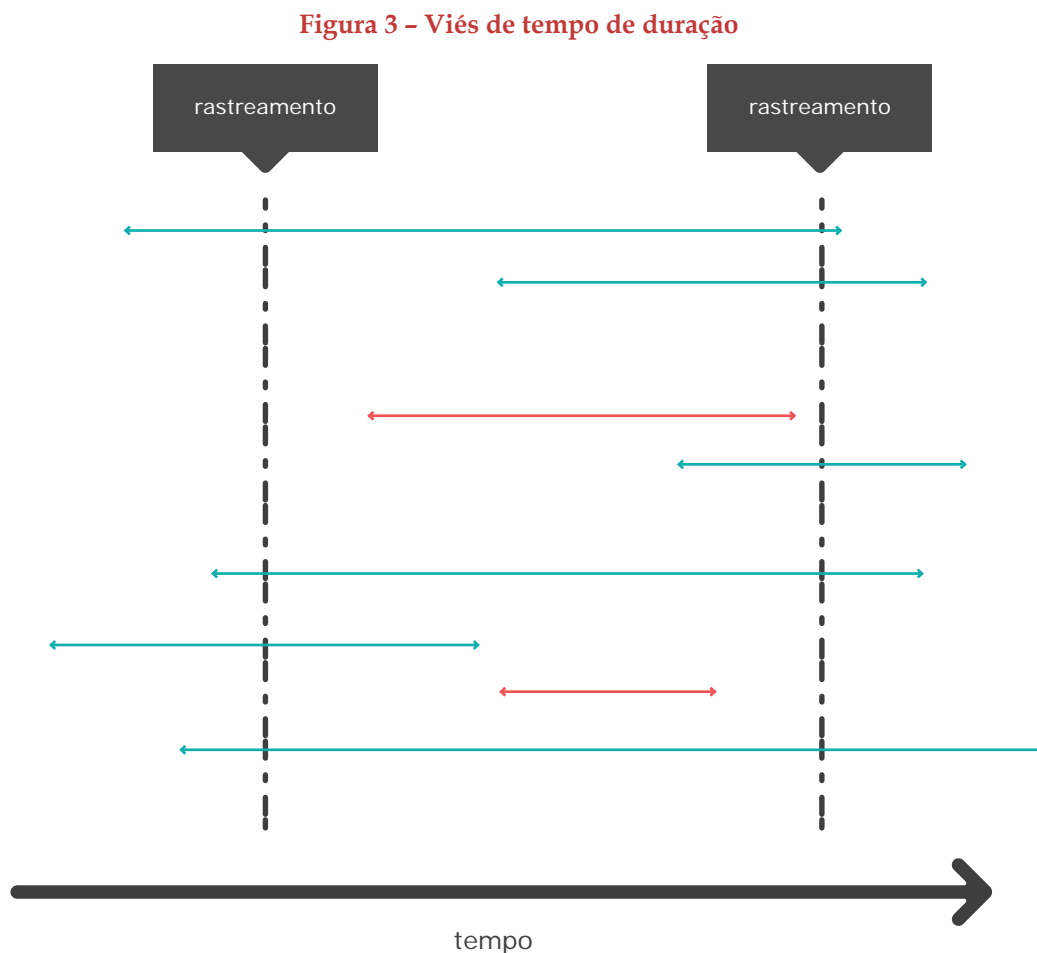 Figura 3 – Viés de tempo de duração
rastreamento
rastreamento
tempo